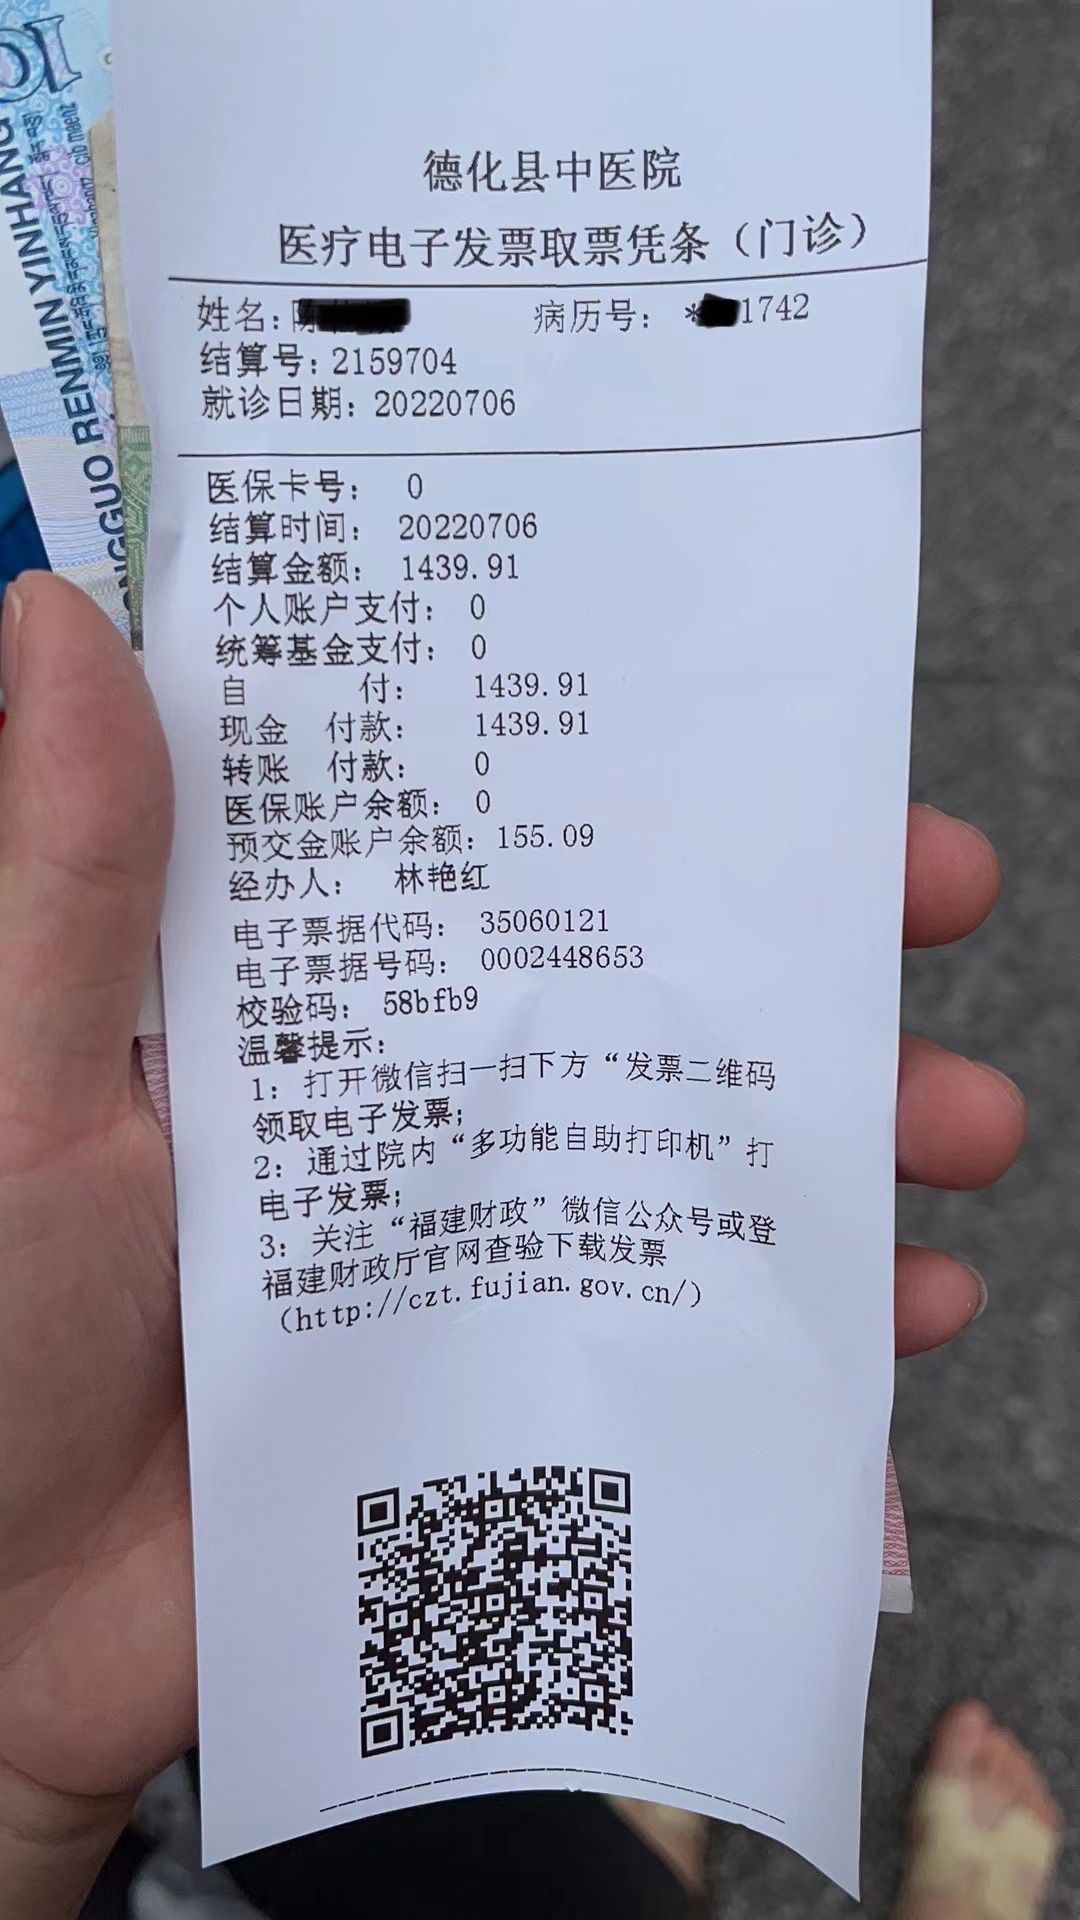 德化县中医院
医疗电子发票取票凭条（门诊）
姓名：陈 病历号： * 1742
结算号：2159704
就诊日期：20220706
医保卡号： 0
结算时间： 20220706
结算金额： 1439.91
个人账户支付： 0
统筹基金支付： 0
自 付： 1439.91
现金 付款： 1439.91
转账 付款： 0
医保账户余额： 0
预交金账户余额：155.09
经办人： 林艳红
电子票据代码： 35060121
电子票据号码： 0002448653
校验码： 58bfb9
温馨提示：
1： 打开微信扫一扫下方“发票二维码
领取电子发票；
2： 通过院内“多功能自助打印机”打
电子发票；
3： 关注“福建财政”微信公众号或登
福建财政厅官网查验下载发票
（http://czt.fujian.gov.cn/）
RENMIN YINHANG